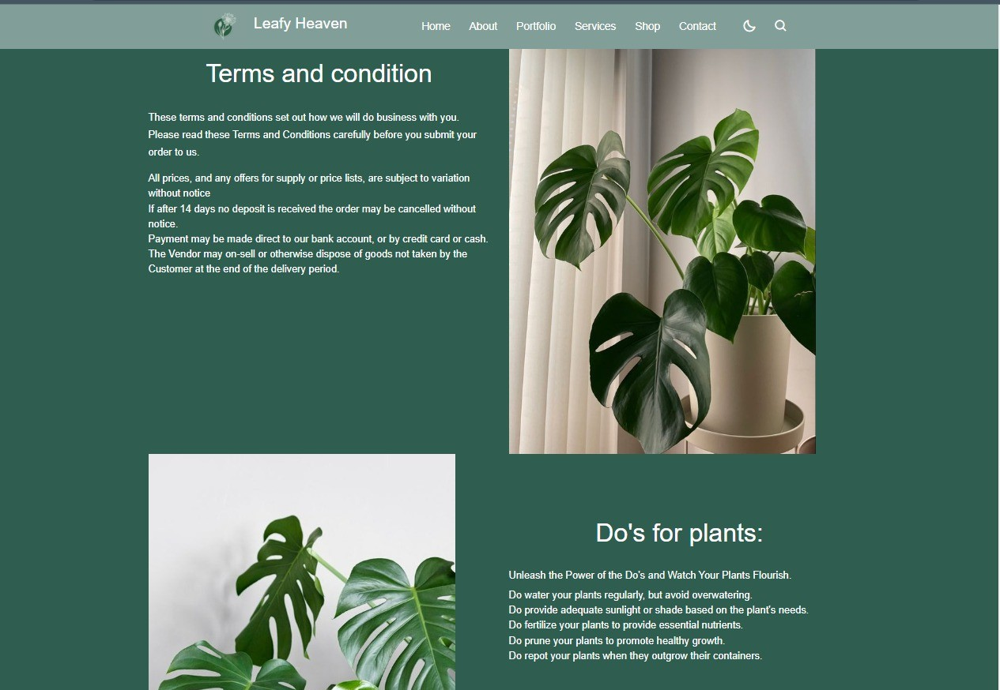 Leafy Heaven
Home About Portfolio Services Shop Contact
Terms and condition
These terms and conditions set out how we will do business with you.
Please read these Terms and Conditions carefully before you submit your
order to us.
All prices, and any offers for supply or price lists, are subject to variation
without notice
If after 14 days no deposit is received the order may be cancelled without
notice.
Payment may be made direct to our bank account, or by credit card or cash.
The Vendor may on-sell or otherwise dispose of goods not taken by the
Customer at the end of the delivery period.
Do's for plants:
Unleash the Power of the Do's and Watch Your Plants Flourish.
Do water your plants regularly, but avoid overwatering.
Do provide adequate sunlight or shade based on the plant's needs.
Do fertilize your plants to provide essential nutrients.
Do prune your plants to promote healthy growth.
Do repot your plants when they outgrow their containers.